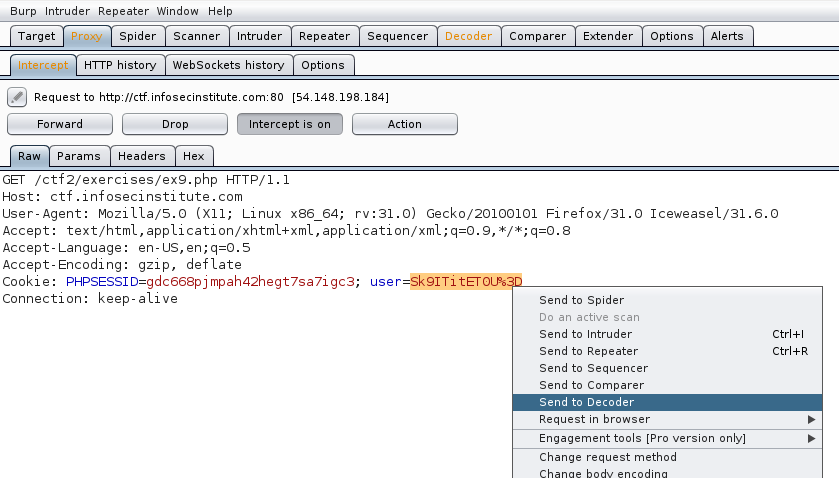 Burp Intruder Repeater Window Help
Target Proxy Spider Scanner Intruder Repeater Sequencer Decoder Comparer Extender Options Alerts
Intercept HTTP history WebSockets history Options
Request to http://ctf.infosecinstitute.com:80 [54.148.198.184]
Forward Drop Intercept is on Action
Raw Params Headers Hex
GET /ctf2/exercises/ex9.php HTTP/1.1
Host: ctf.infosecinstitute.com
User-Agent: Mozilla/5.0 (X11; Linux x86_64; rv:31.0) Gecko/20100101 Firefox/31.0 Iceweasel/31.6.0
Accept: text/html,application/xhtml+xml,application/xml;q=0.9,*/*;q=0.8
Accept-Language: en-US,en;q=0.5
Accept-Encoding: gzip, deflate
Cookie: PHPSESSID=gdc668pjmpah42hegt7sa7igc3; user=Sk9ITitET0U%3D
Connection: keep-alive
Send to Spider
Do an active scan
Send to Intruder Ctrl+I
Send to Repeater Ctrl+R
Send to Sequencer
Send to Comparer
Send to Decoder
Request in browser
Engagement tools [Pro version only]
Change request method
Change body encoding